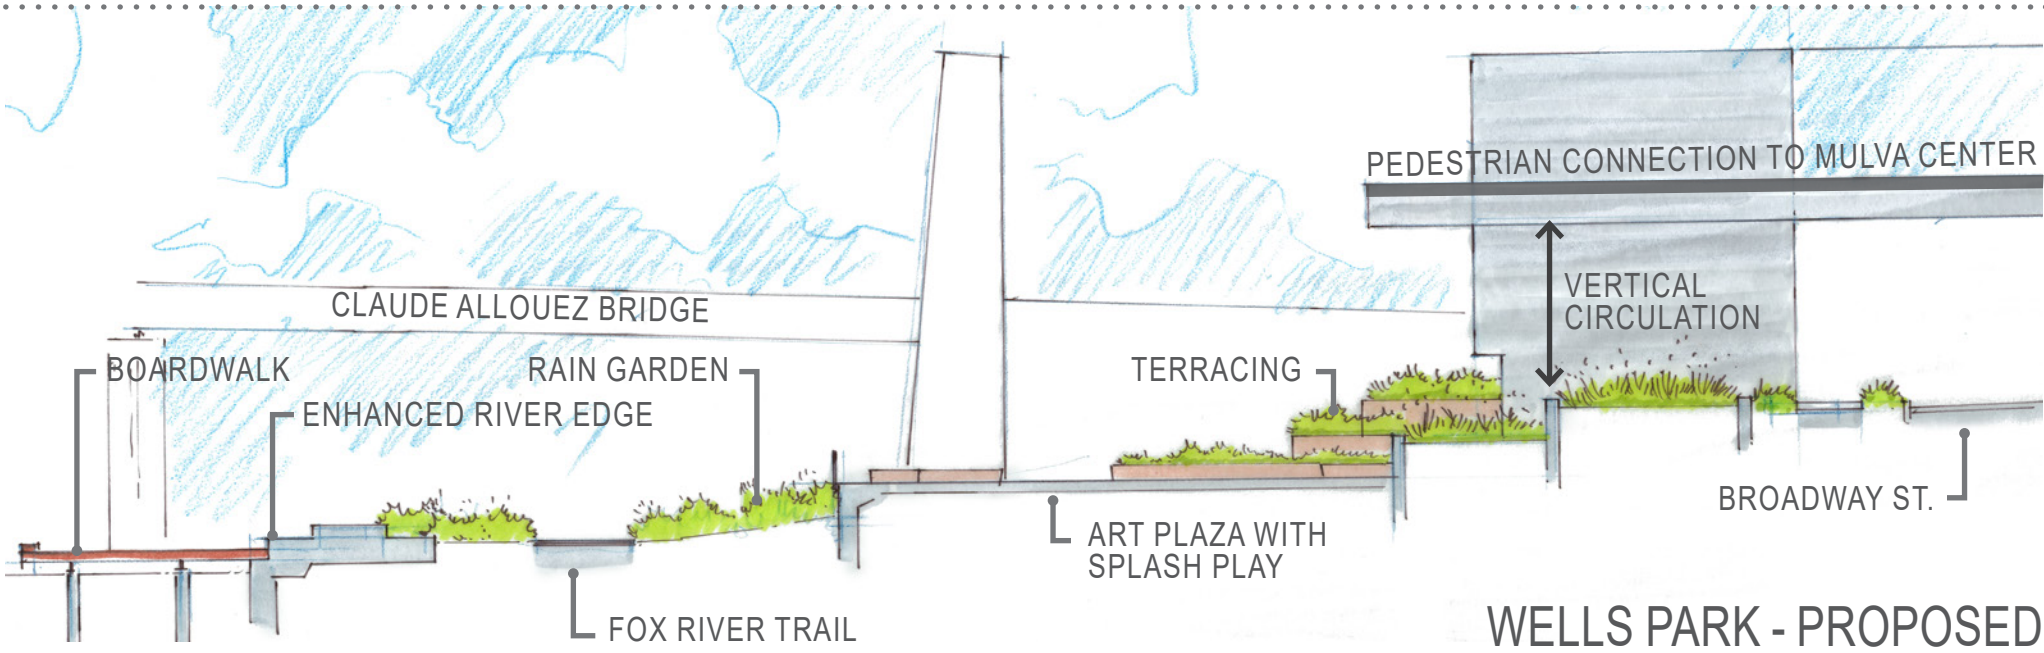 PEDESTRIAN CONNECTION TO MULVA CENTER
VERTICAL
CIRCULATION
CLAUDE ALLOUEZ BRIDGE
BOARDWALK
RAIN GARDEN
TERRACING
ENHANCED RIVER EDGE
BROADWAY ST.
ART PLAZA WITH
SPLASH PLAY
FOX RIVER TRAIL
WELLS PARK - PROPOSED